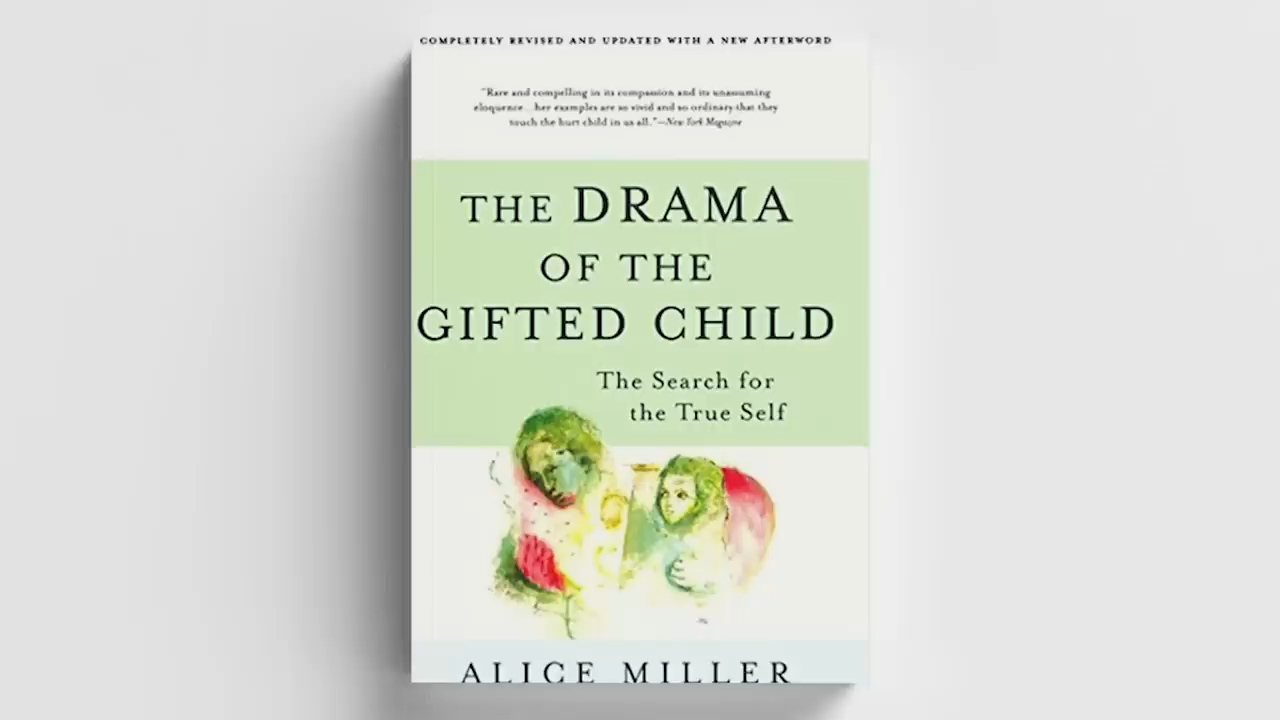 COMPLETELY REVISED AND UPDATED WITH A NEW AFTERWORD
"Rare and compelling in its compassion and its unassuming
eloquence...her examples are so vivid and so ordinary that they
touch the hurt child in us all."—New York Magazine
THE DRAMA
OF THE
GIFTED CHILD
The Search for
the True Self
ALICE MILLER